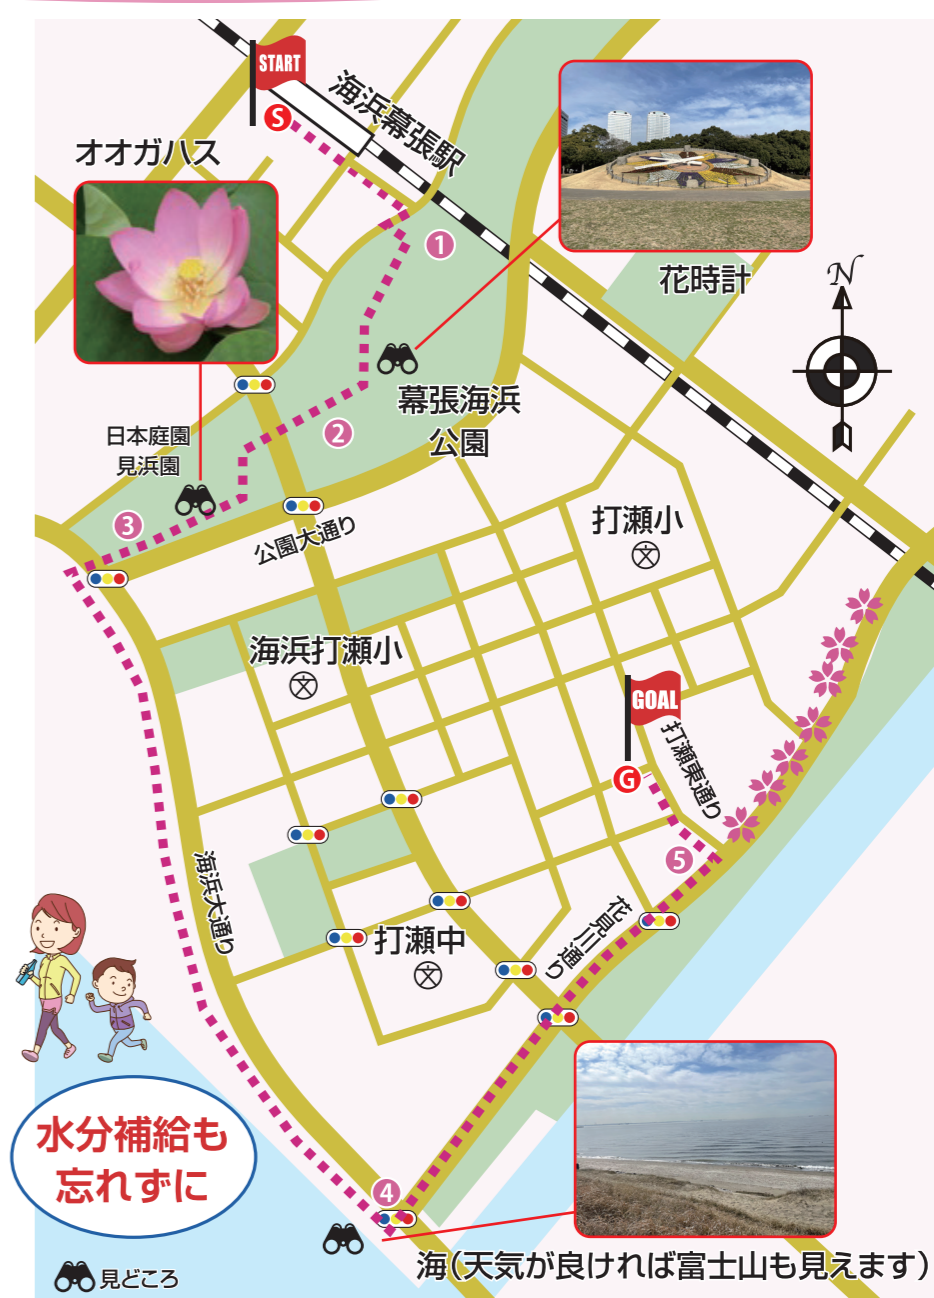 START
S
海浜幕張駅
オオガハス
1
花時計
N
幕張海浜
公園
2
日本庭園
見浜園
3
公園大通り
打瀬小
文
海浜打瀬小
文
GOAL
G
打瀬東通り
5
海浜大通り
花見川通り
打瀬中
文
水分補給も
忘れずに
4
海(天気が良ければ富士山も見えます)
見どころ